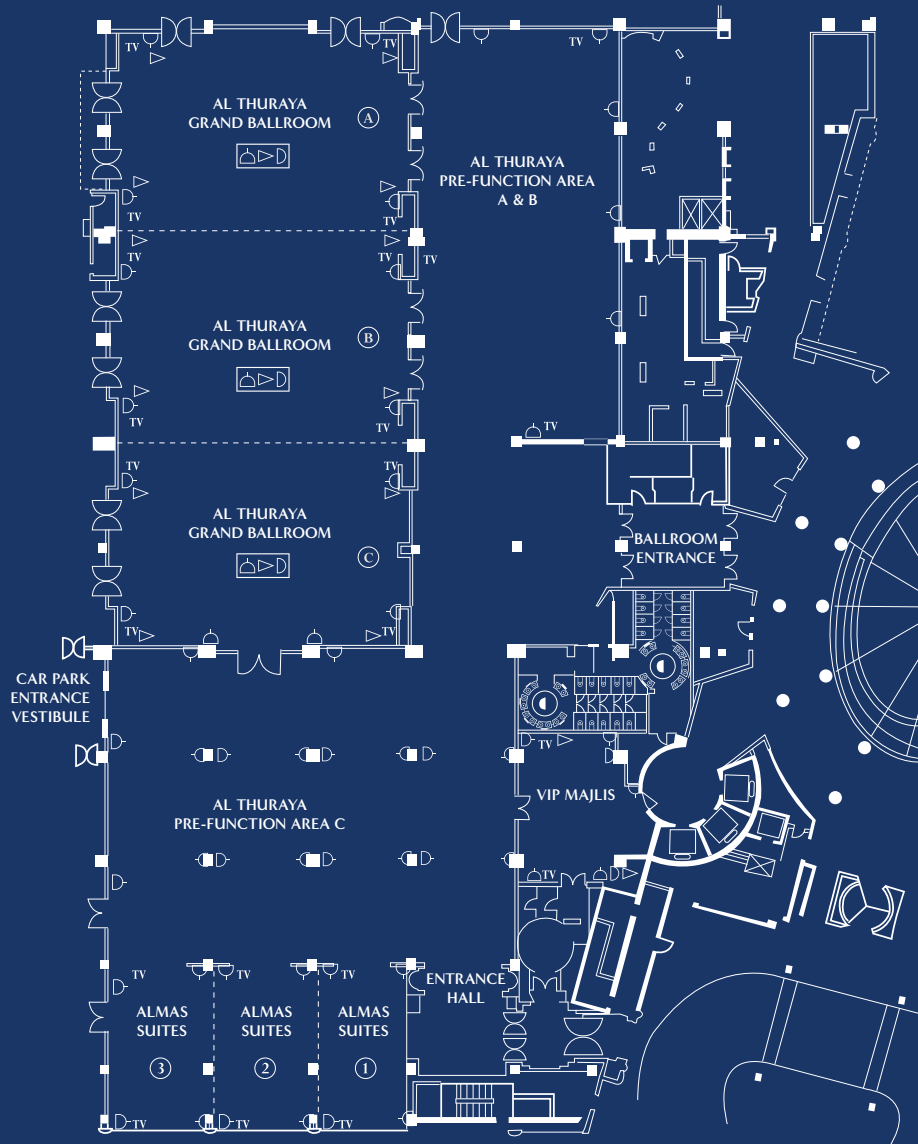 TV
TV
TV
AL THURAYA
GRAND BALLROOM
A
AL THURAYA
PRE-FUNCTION AREA
A & B
TV
TV
TV
TV
TV
AL THURAYA
GRAND BALLROOM
B
TV
TV
TV
TV
TV
AL THURAYA
GRAND BALLROOM
C
BALLROOM
ENTRANCE
TV
TV
CAR PARK
ENTRANCE
VESTIBULE
TV
VIP MAJLIS
AL THURAYA
PRE-FUNCTION AREA C
TV
TV
TV
TV
ENTRANCE
HALL
ALMAS
SUITES
3
ALMAS
SUITES
2
ALMAS
SUITES
1
TV
TV
TV